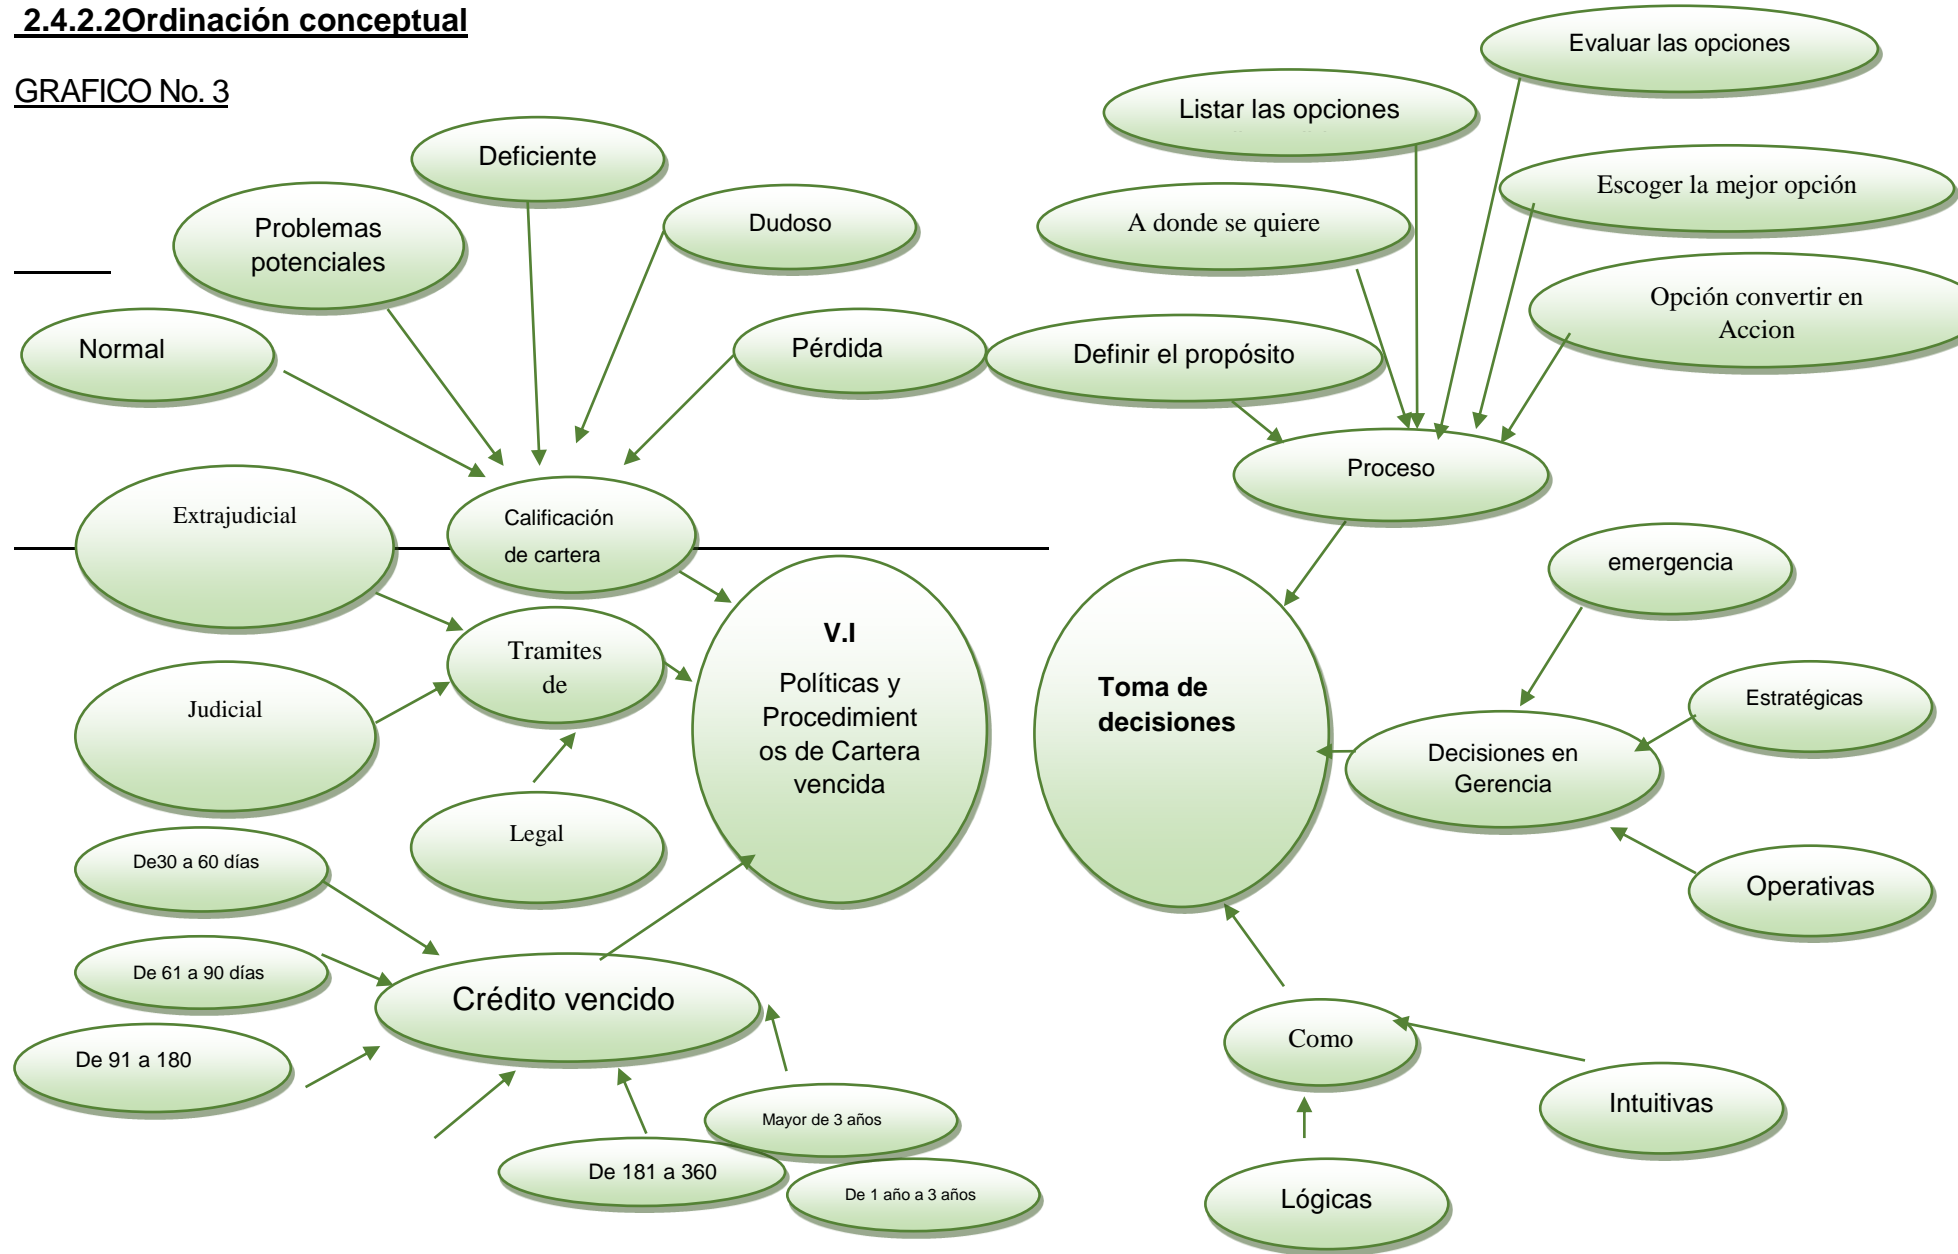 2.4.2.2Ordinación conceptual
GRAFICO No. 3
Evaluar las opciones
Listar las opciones
Deficiente
Escoger la mejor opción
Problemas
potenciales
Dudoso
A donde se quiere
Opción convertir en
Accion
Normal
Pérdida
Definir el propósito
Proceso
Extrajudicial
Calificación
de cartera
emergencia
V.I
Políticas y
Procedimient
os de Cartera
vencida
Tramites
de
Toma de
decisiones
Estratégicas
Judicial
Decisiones en
Gerencia
Legal
De30 a 60 días
Operativas
De 61 a 90 días
Crédito vencido
Como
De 91 a 180
Intuitivas
Mayor de 3 años
De 181 a 360
De 1 año a 3 años
Lógicas